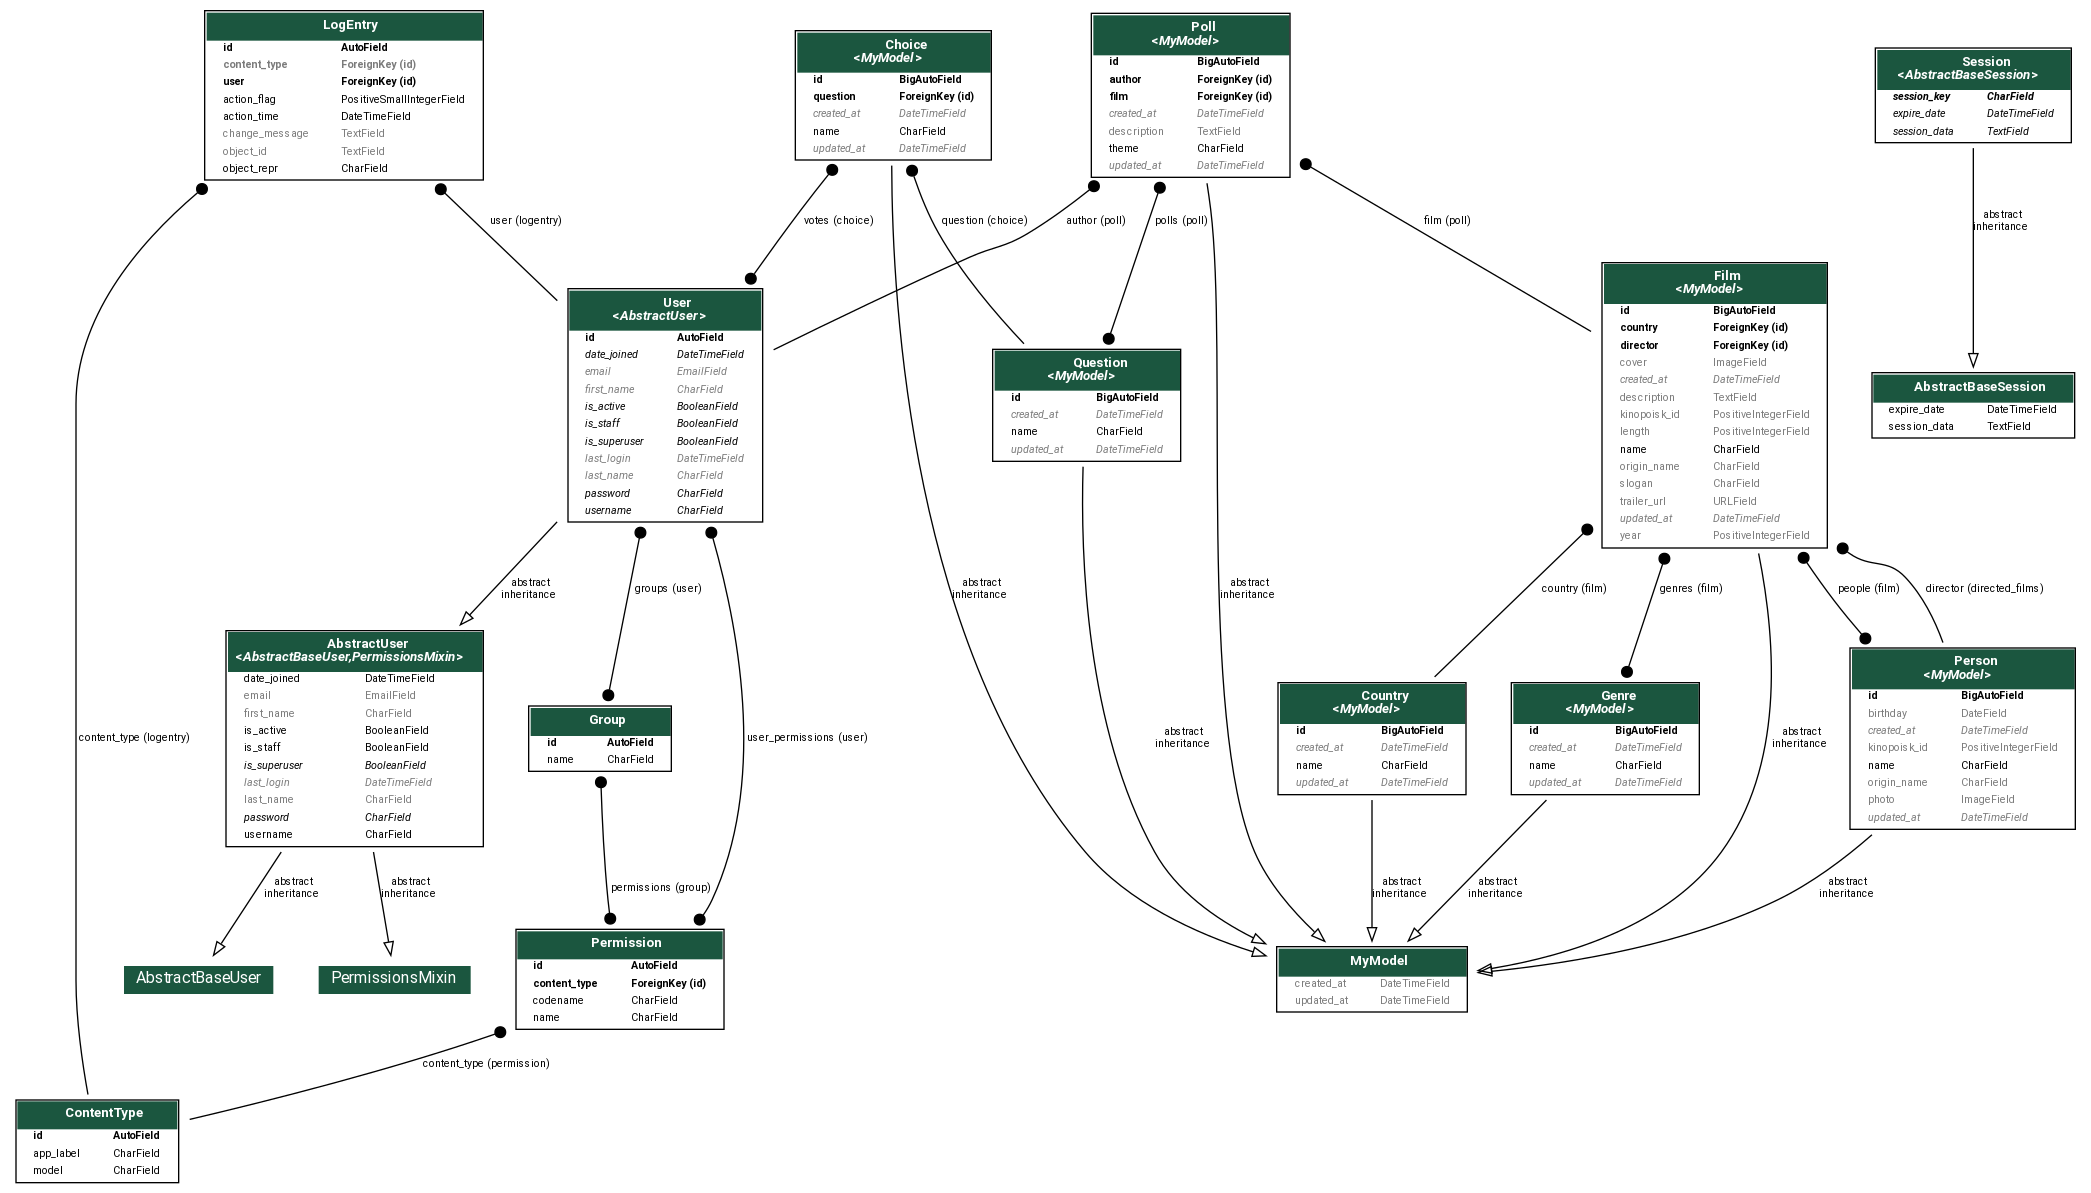 LogEntry
id AutoField
content_type ForeignKey (id)
user ForeignKey (id)
action_flag PositiveSmallIntegerField
action_time DateTimeField
change_message TextField
object_id TextField
object_repr CharField
Choice
<MyModel>
id BigAutoField
question ForeignKey (id)
created_at DateTimeField
name CharField
updated_at DateTimeField
Poll
<MyModel>
id BigAutoField
author ForeignKey (id)
film ForeignKey (id)
created_at DateTimeField
description TextField
theme CharField
updated_at DateTimeField
Session
<AbstractBaseSession>
session_key CharField
expire_date DateTimeField
session_data TextField
user (logentry)
votes (choice)
question (choice)
author (poll)
polls (poll)
film (poll)
abstract
inheritance
User
<AbstractUser>
id AutoField
date_joined DateTimeField
email EmailField
first_name CharField
is_active BooleanField
is_staff BooleanField
is_superuser BooleanField
last_login DateTimeField
last_name CharField
password CharField
username CharField
Question
<MyModel>
id BigAutoField
created_at DateTimeField
name CharField
updated_at DateTimeField
Film
<MyModel>
id BigAutoField
country ForeignKey (id)
director ForeignKey (id)
cover ImageField
created_at DateTimeField
description TextField
kinopoisk_id PositiveIntegerField
length PositiveIntegerField
name CharField
origin_name CharField
slogan CharField
trailer_url URLField
updated_at DateTimeField
year PositiveIntegerField
AbstractBaseSession
expire_date DateTimeField
session_data TextField
abstract
inheritance
groups (user)
abstract
inheritance
abstract
inheritance
country (film)
genres (film)
people (film)
director (directed_films)
AbstractUser
<AbstractBaseUser,PermissionsMixin>
date_joined DateTimeField
email EmailField
first_name CharField
is_active BooleanField
is_staff BooleanField
is_superuser BooleanField
last_login DateTimeField
last_name CharField
password CharField
username CharField
Group
id AutoField
name CharField
content_type (logentry)
user_permissions (user)
abstract
inheritance
Country
<MyModel>
id BigAutoField
created_at DateTimeField
name CharField
updated_at DateTimeField
Genre
<MyModel>
id BigAutoField
created_at DateTimeField
name CharField
updated_at DateTimeField
abstract
inheritance
Person
<MyModel>
id BigAutoField
birthday DateField
created_at DateTimeField
kinopoisk_id PositiveIntegerField
name CharField
origin_name CharField
photo ImageField
updated_at DateTimeField
abstract
inheritance
abstract
inheritance
permissions (group)
abstract
inheritance
abstract
inheritance
abstract
inheritance
AbstractBaseUser
PermissionsMixin
Permission
id AutoField
content_type ForeignKey (id)
codename CharField
name CharField
MyModel
created_at DateTimeField
updated_at DateTimeField
content_type (permission)
ContentType
id AutoField
app_label CharField
model CharField